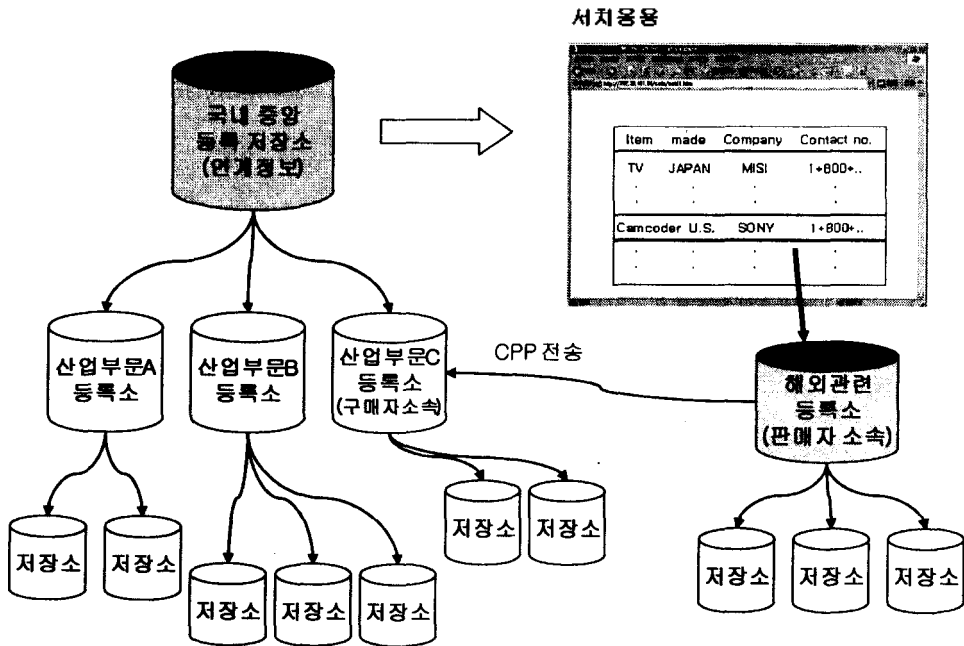 서치응용
국내 중앙
등록 저장소
(연계정보)
Item made Company Contact no.
TV JAPAN MISI 1+800+..
. . . .
. . . .
Camcoder U.S. SONY 1+800+..
. . . .
. . . .
산업부문A
등록소
산업부문B
등록소
산업부문C
등록소
(구매자소속)
CPP 전송
해외관련
등록소
(판매자 소속)
저장소
저장소
저장소
저장소
저장소
저장소
저장소
저장소
저장소
저장소